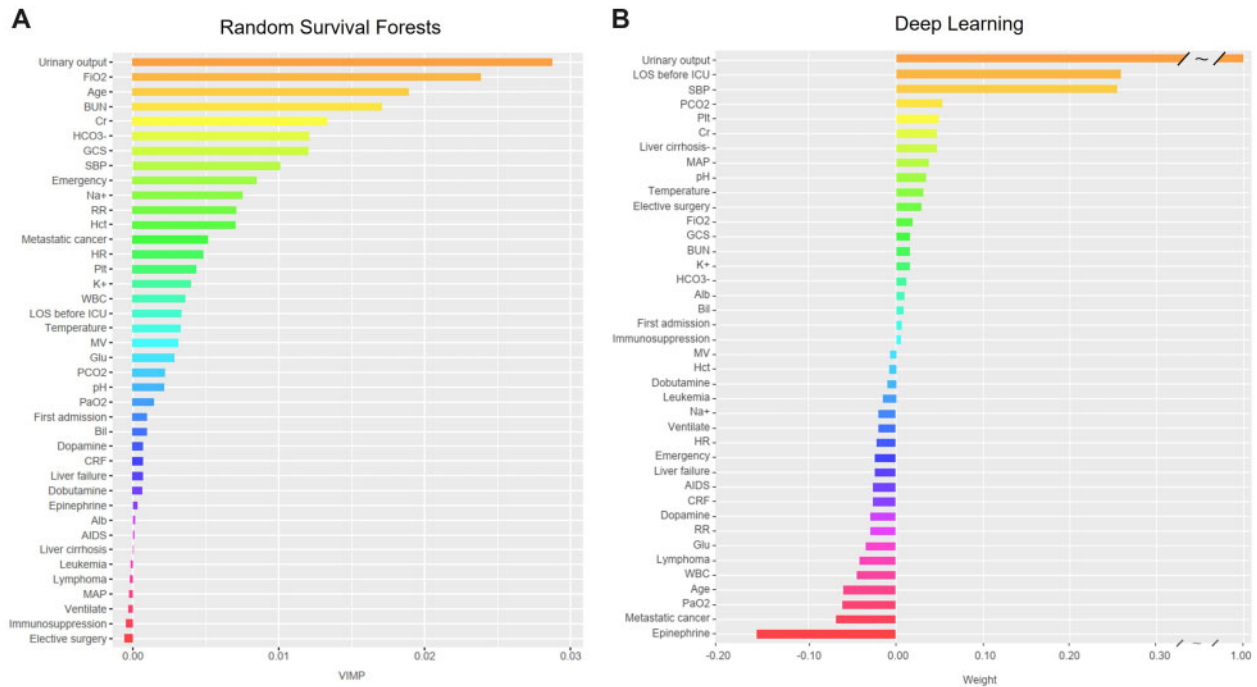 A
Random Survival Forests
Urinary output
FiO2
Age
BUN
Cr
HCO3-
GCS
SBP
Emergency
Na+
RR
Hct
Metastatic cancer
HR
Plt
K+
WBC
LOS before ICU
Temperature
MV
Glu
PCO2
pH
PaO2
First admission
Bil
Dopamine
CRF
Liver failure
Dobutamine
Epinephrine
Alb
AIDS
Liver cirrhosis
Leukemia
Lymphoma
MAP
Ventilate
Immunosuppression
Elective surgery
0.00 0.01 0.02 0.03
VIMP
B
Deep Learning
Urinary output
LOS before ICU
SBP
PCO2
Plt
Cr
Liver cirrhosis-
MAP
pH
Temperature
Elective surgery
FiO2
GCS
BUN
K+
HCO3-
Alb
Bil
First admission
Immunosuppression
MV
Hct
Dobutamine
Leukemia
Na+
Ventilate
HR
Emergency
Liver failure
AIDS
CRF
Dopamine
RR
Glu
Lymphoma
WBC
Age
PaO2
Metastatic cancer
Epinephrine
-0.20 -0.10 0.00 0.10 0.20 0.30 1.00
Weight